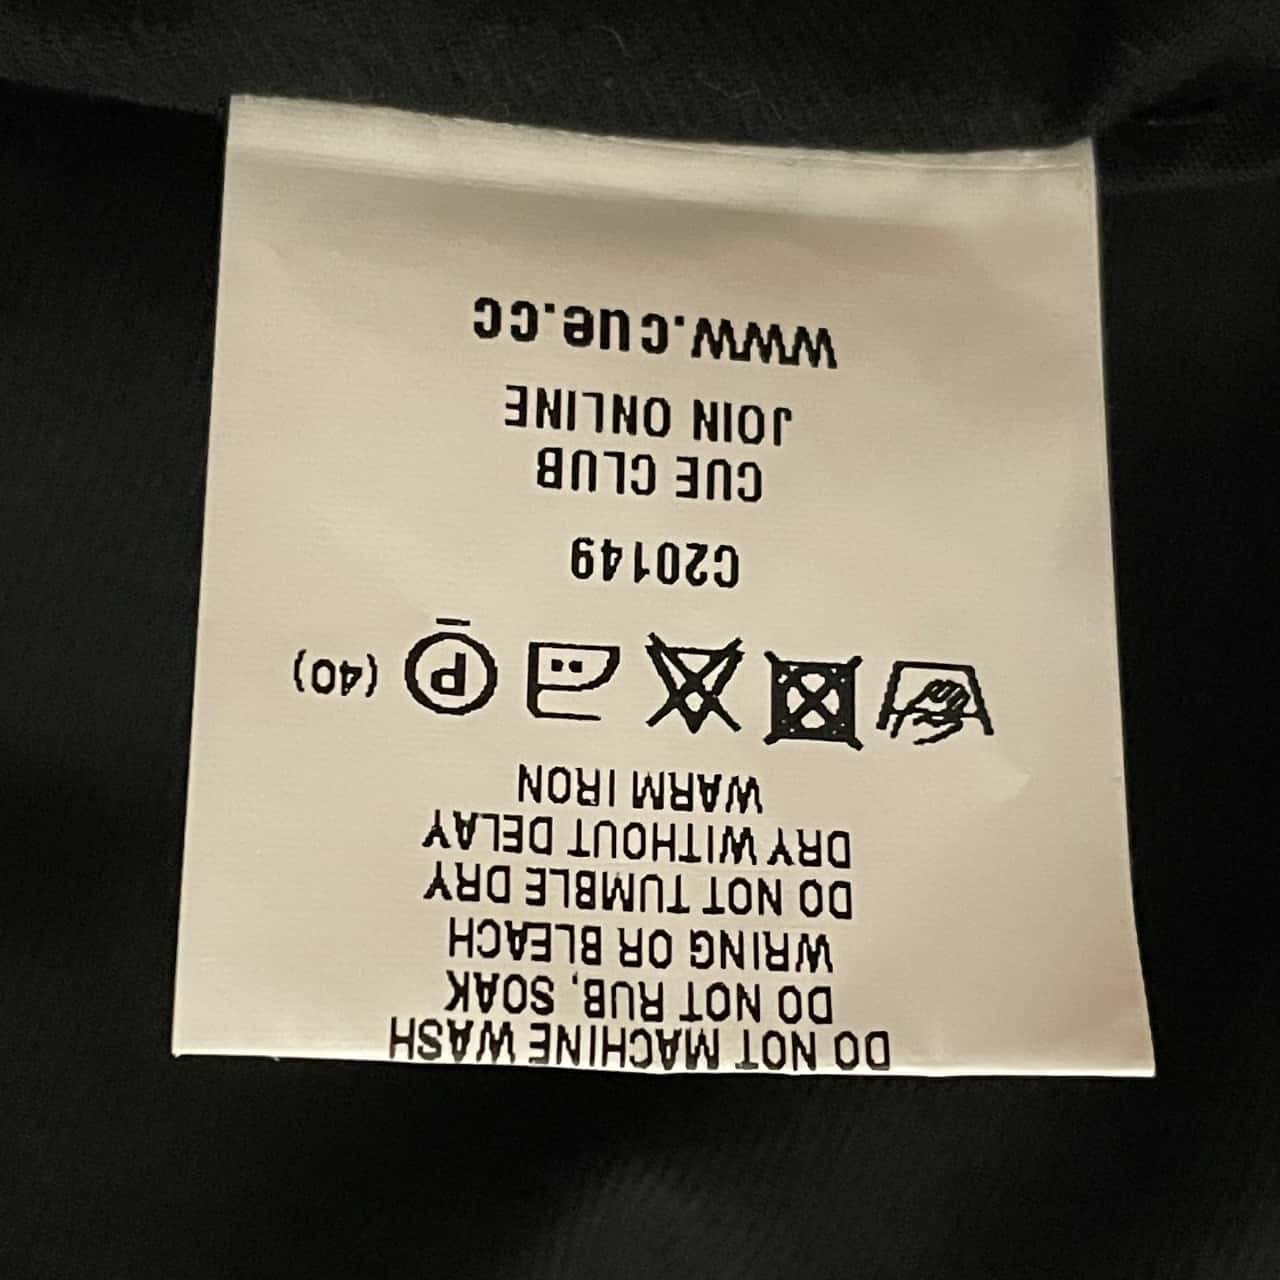 DO NOT MACHINE WASH
DO NOT RUB, SOAK
WRING OR BLEACH
DO NOT TUMBLE DRY
DRY WITHOUT DELAY
WARM IRON
P (40)
C20149
CUE CLUB
JOIN ONLINE
www.cue.cc